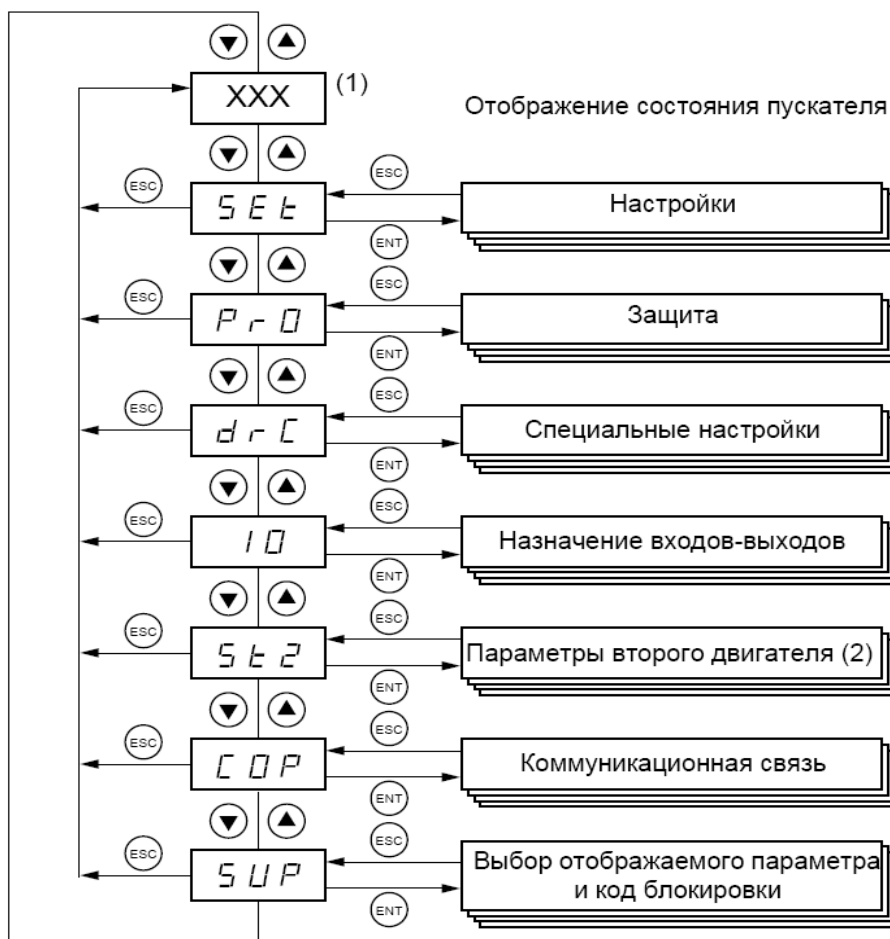 XXX (1)
Отображение состояния пускателя
ESC ESC
SEt Настройки
ENT
ESC ESC
PrO Защита
ENT
ESC ESC
drC Специальные настройки
ENT
ESC ESC
IO Назначение входов-выходов
ENT
ESC ESC
St2 Параметры второго двигателя (2)
ENT
ESC ESC
COP Коммуникационная связь
ENT
ESC ESC
SUP Выбор отображаемого параметра
и код блокировки
ENT